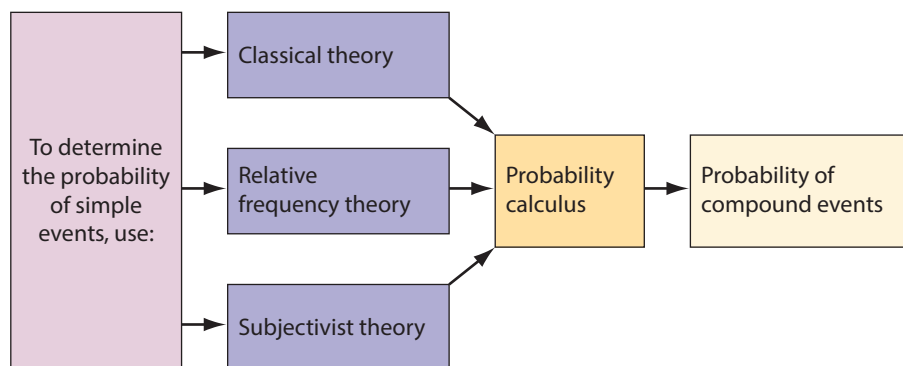 To determine
the probability
of simple
events, use:
Classical theory
Relative
frequency theory
Subjectivist theory
Probability
calculus
Probability of
compound events